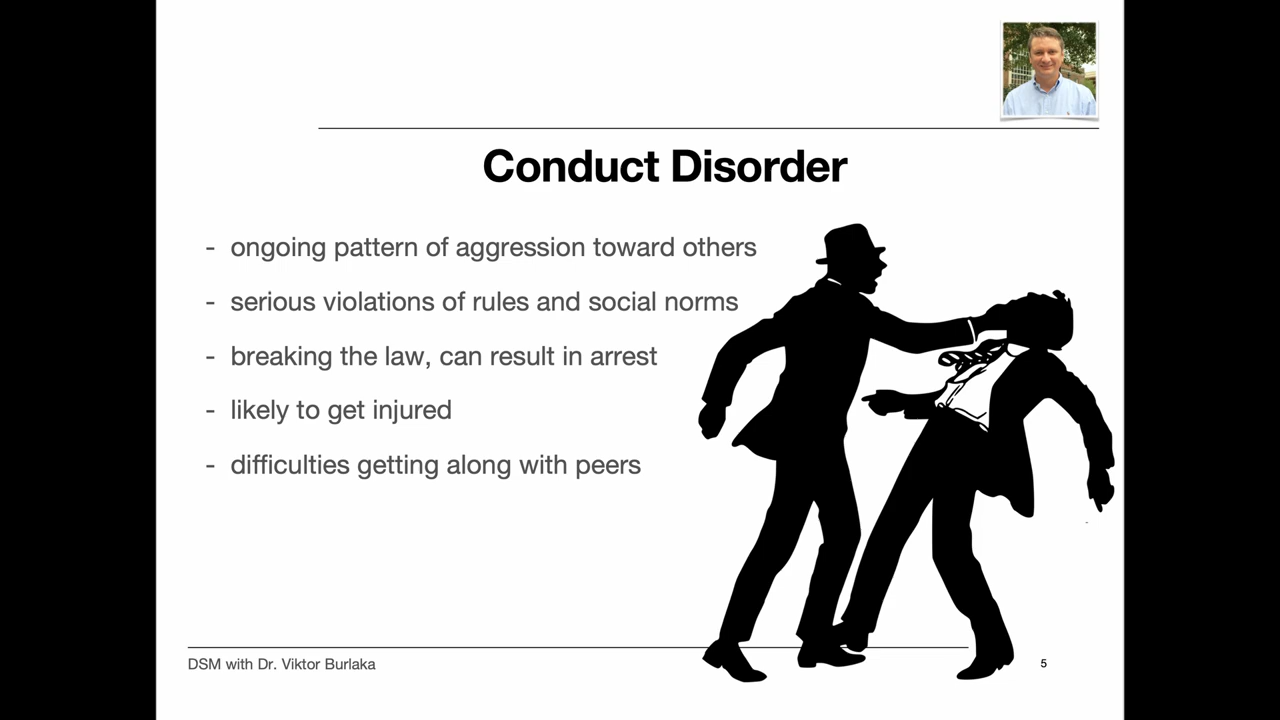 Conduct Disorder
- ongoing pattern of aggression toward others
- serious violations of rules and social norms
- breaking the law, can result in arrest
- likely to get injured
- difficulties getting along with peers
DSM with Dr. Viktor Burlaka
5